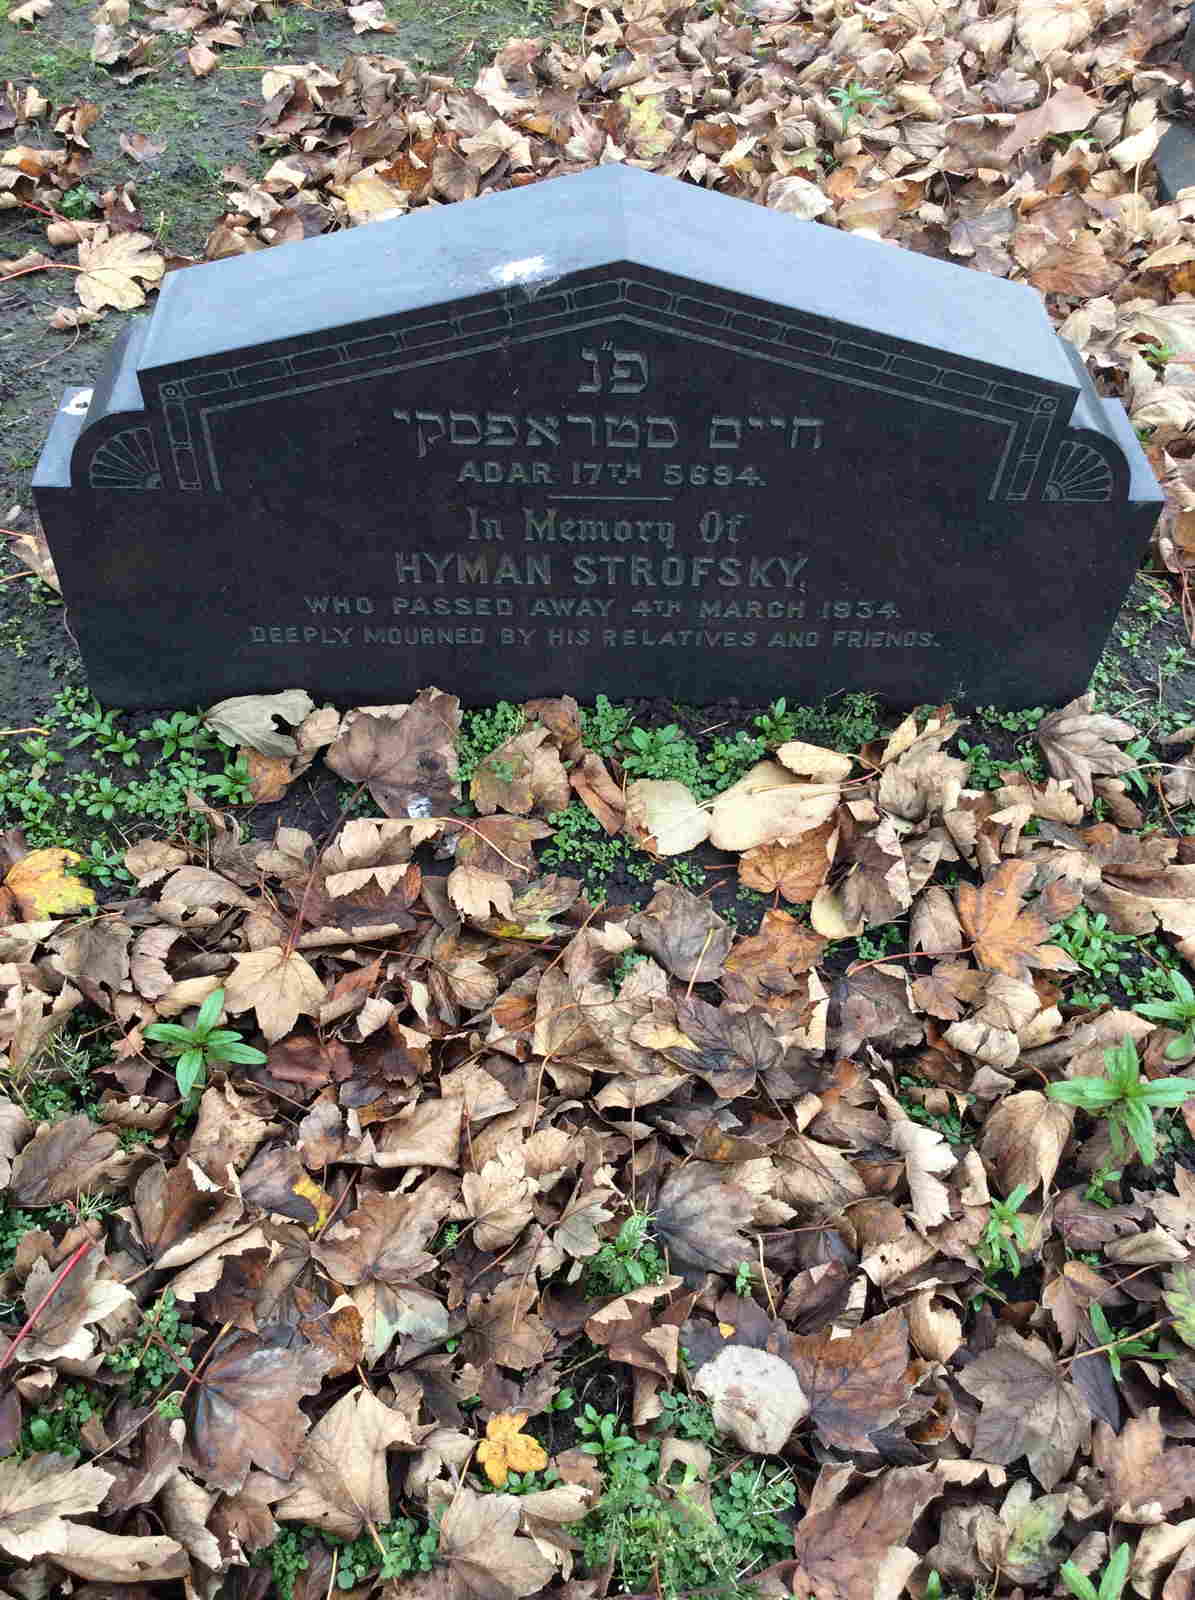 פ"נ
חיים סטראפסקי
ADAR 17TH 5694.
In Memory Of
HYMAN STROFSKY,
WHO PASSED AWAY 4TH MARCH 1934.
DEEPLY MOURNED BY HIS RELATIVES AND FRIENDS.